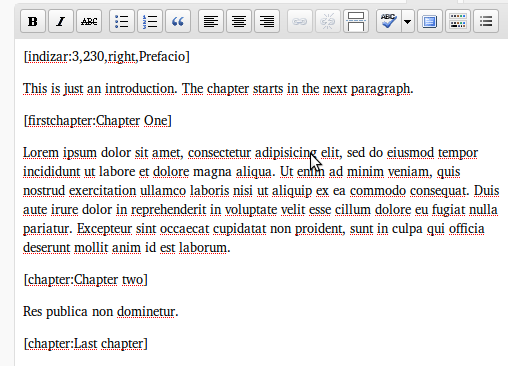 B I ABC ABC
[indizar:3,230,right,Prefacio]
This is just an introduction. The chapter starts in the next paragraph.
[firstchapter:Chapter One]
Lorem ipsum dolor sit amet, consectetur adipisicing elit, sed do eiusmod tempor
incididunt ut labore et dolore magna aliqua. Ut enim ad minim veniam, quis
nostrud exercitation ullamco laboris nisi ut aliquip ex ea commodo consequat. Duis
aute irure dolor in reprehenderit in voluptate velit esse cillum dolore eu fugiat nulla
pariatur. Excepteur sint occaecat cupidatat non proident, sunt in culpa qui officia
deserunt mollit anim id est laborum.
[chapter:Chapter two]
Res publica non dominetur.
[chapter:Last chapter]